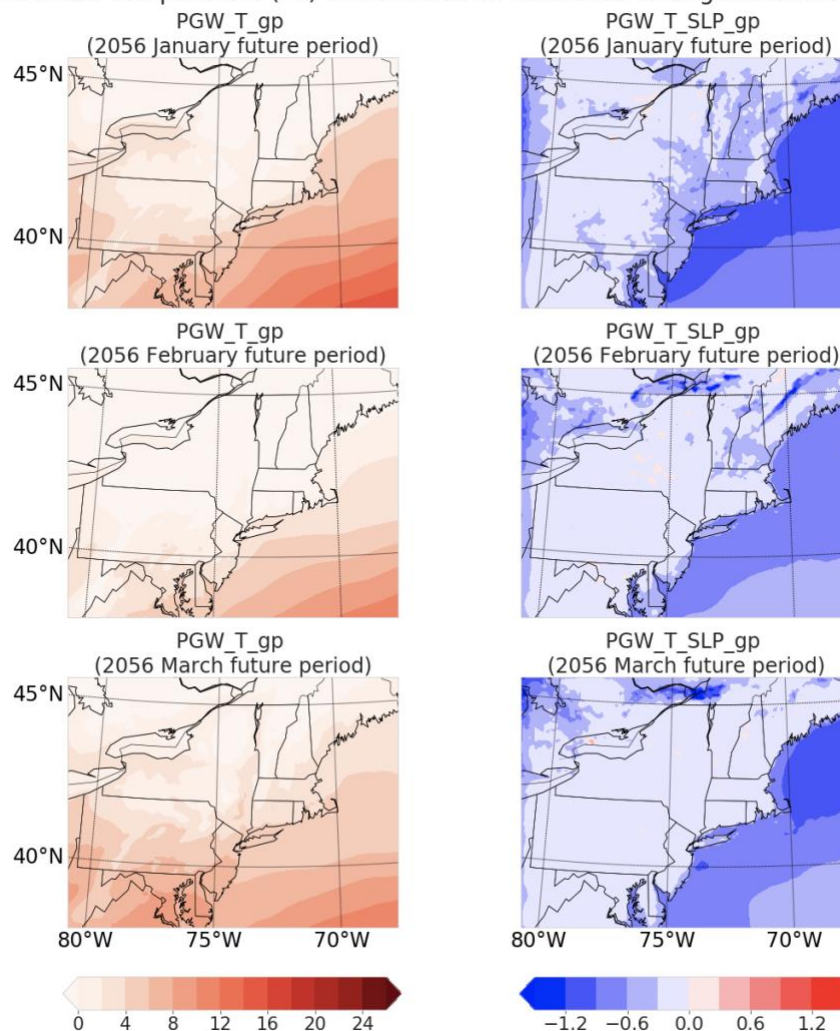 PGW_T_gp
(2056 January future period)
PGW_T_SLP_gp
(2056 January future period)
45°N
40°N
PGW_T_gp
(2056 February future period)
PGW_T_SLP_gp
(2056 February future period)
45°N
40°N
PGW_T_gp
(2056 March future period)
PGW_T_SLP_gp
(2056 March future period)
45°N
40°N
80°W 75°W 70°W 80°W 75°W 70°W
0 4 8 12 16 20 24 −1.2 −0.6 0.0 0.6 1.2